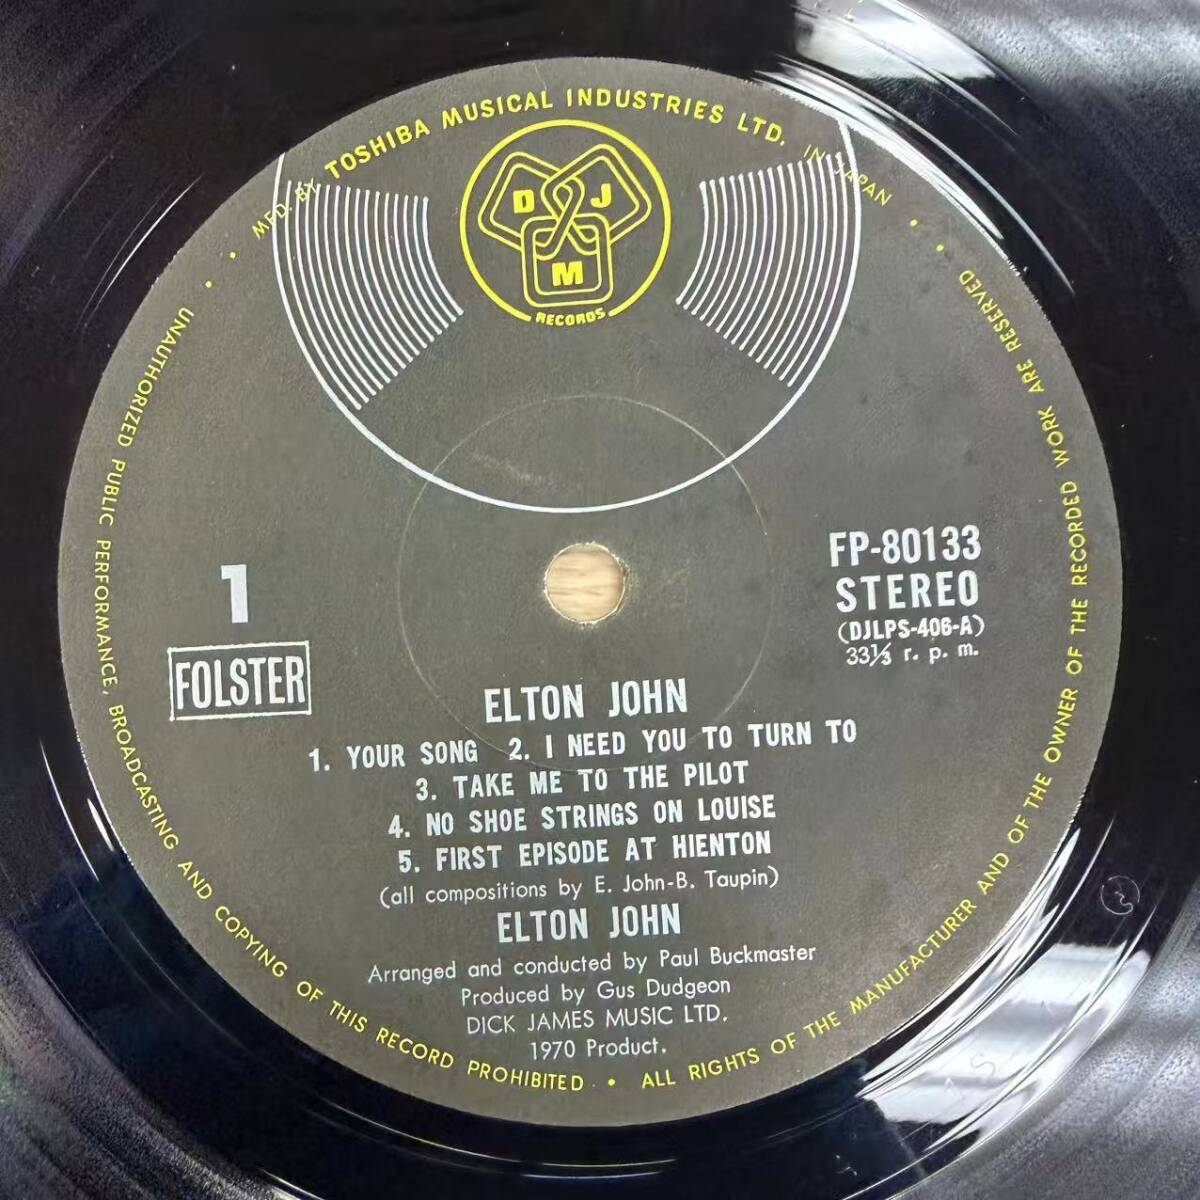 MFD. BY TOSHIBA MUSICAL INDUSTRIES LTD. IN JAPAN
D J
M
RECORDS
1
FOLSTER
FP-80133
STEREO
(DJLPS-406-A)
33⅓ r. p. m.
ELTON JOHN
1. YOUR SONG 2. I NEED YOU TO TURN TO
3. TAKE ME TO THE PILOT
4. NO SHOE STRINGS ON LOUISE
5. FIRST EPISODE AT HIENTON
(all compositions by E. John-B. Taupin)
ELTON JOHN
Arranged and conducted by Paul Buckmaster
Produced by Gus Dudgeon
DICK JAMES MUSIC LTD.
1970 Product.
UNAUTHORIZED PUBLIC PERFORMANCE, BROADCASTING AND COPYING OF THIS RECORD PROHIBITED • ALL RIGHTS OF THE MANUFACTURER AND OF THE OWNER OF THE RECORDED WORK ARE RESERVED